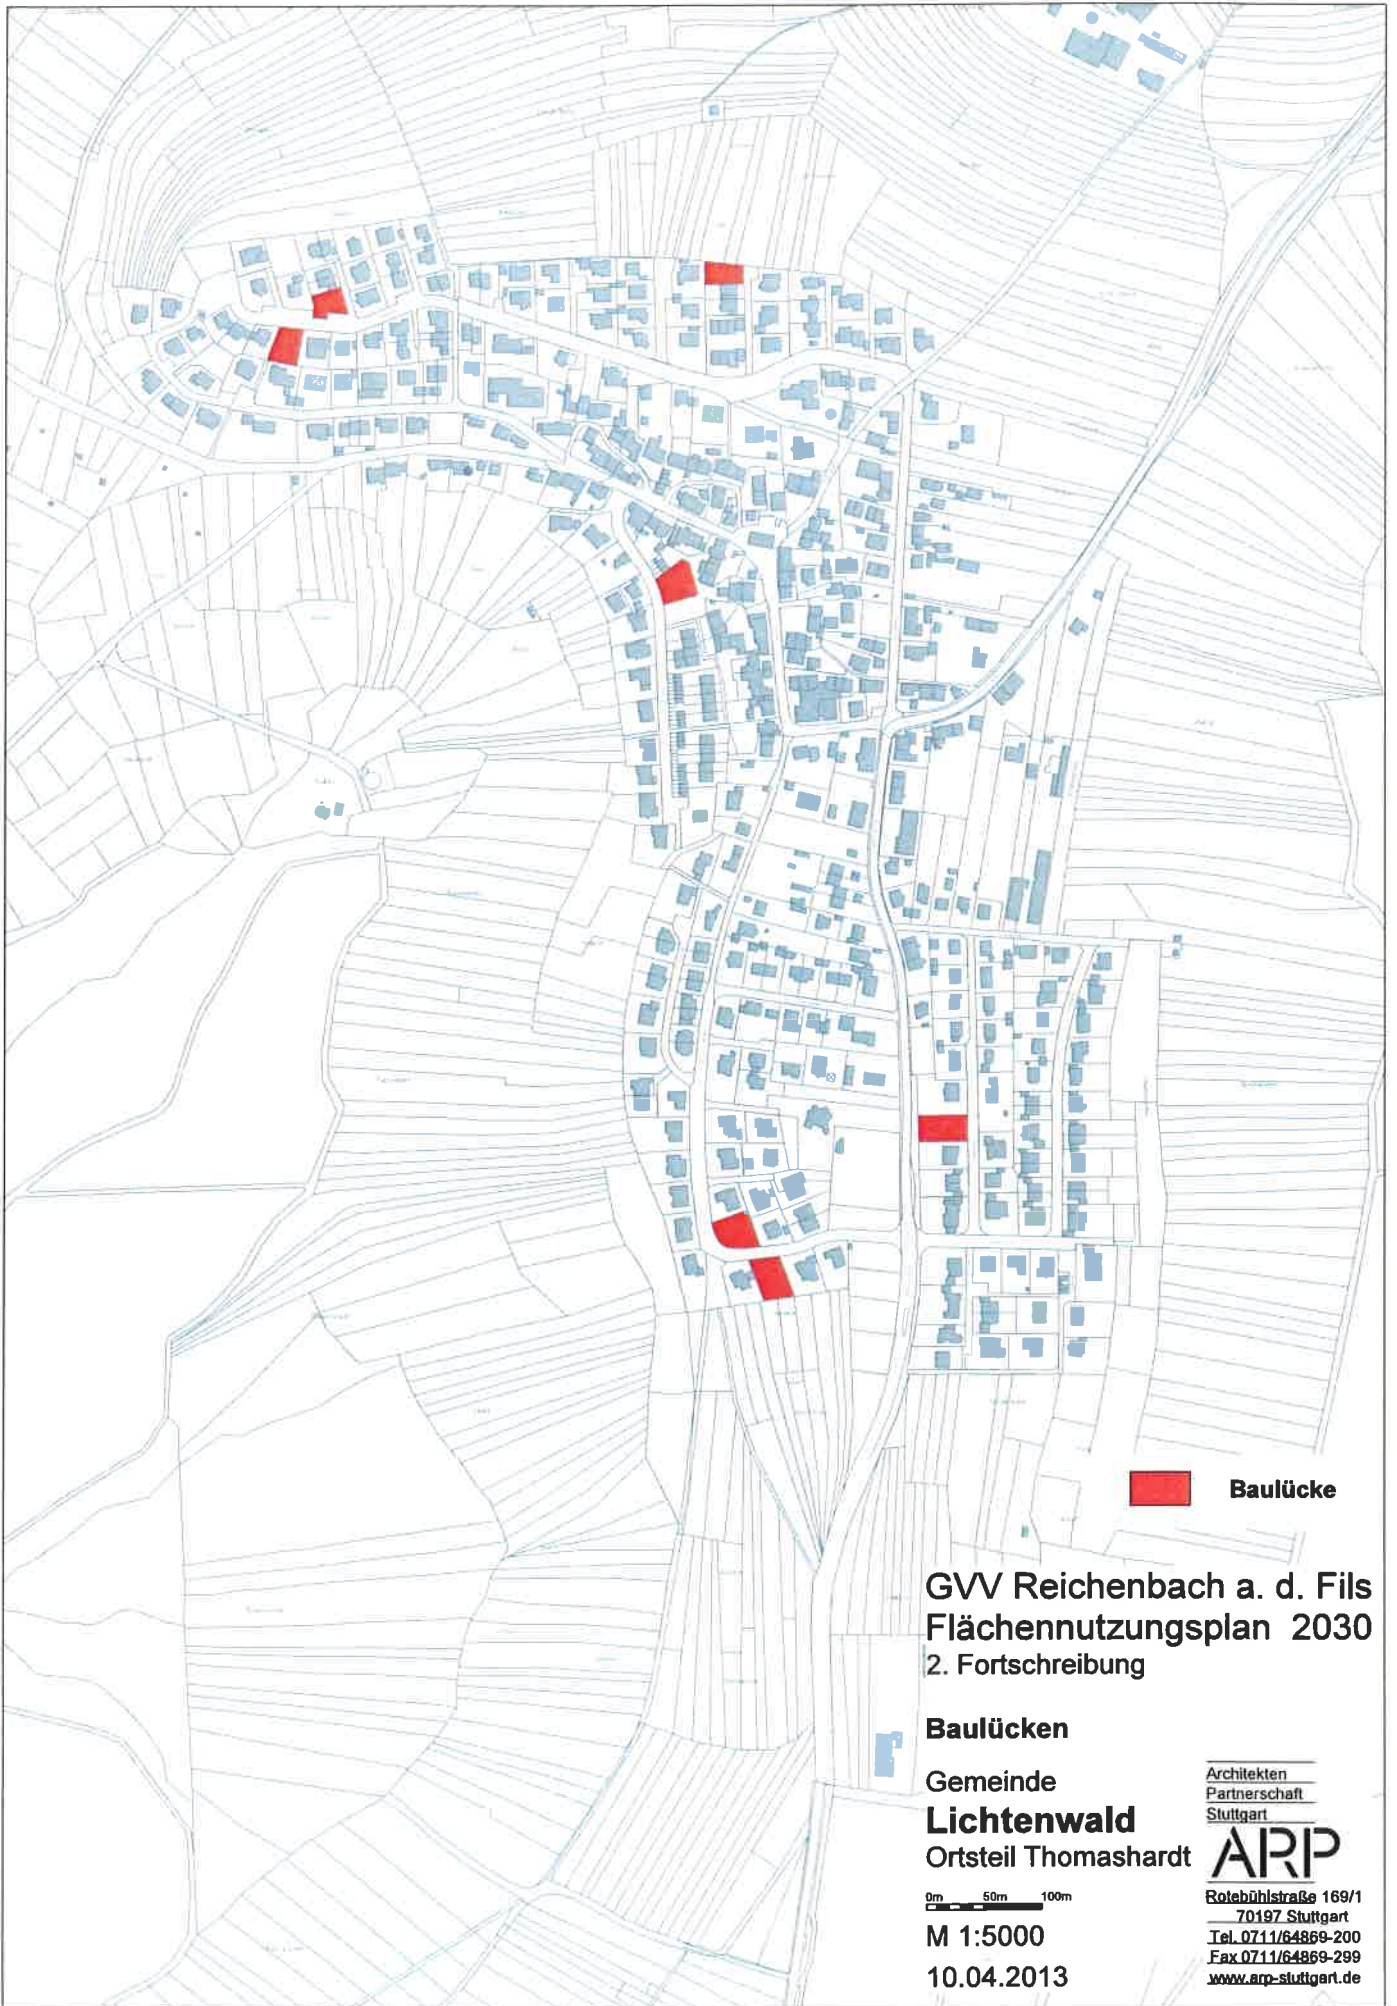 Baulücke
GVV Reichenbach a. d. Fils
Flächennutzungsplan 2030
2. Fortschreibung
Baulücken
Gemeinde
Lichtenwald
Ortsteil Thomashardt
0m 50m 100m
M 1:5000
10.04.2013
Architekten
Partnerschaft
Stuttgart
ARP
Rotebühlstraße 169/1
70197 Stuttgart
Tel. 0711/64869-200
Fax 0711/64869-299
www.arp-stuttgart.de